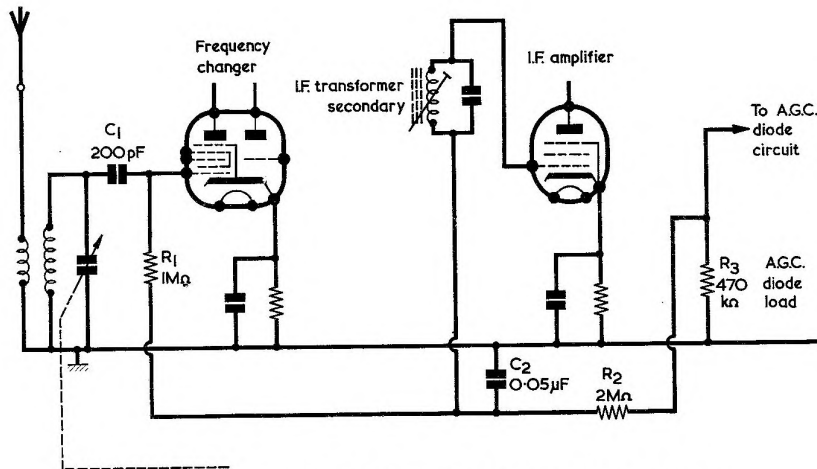 Frequency
changer
I.F. transformer
secondary
I.F. amplifier
To A.G.C.
diode
circuit
C1
200pF
R1
1MΩ
R3
470
kΩ
A.G.C.
diode
load
C2
0·05μF
R2
2MΩ